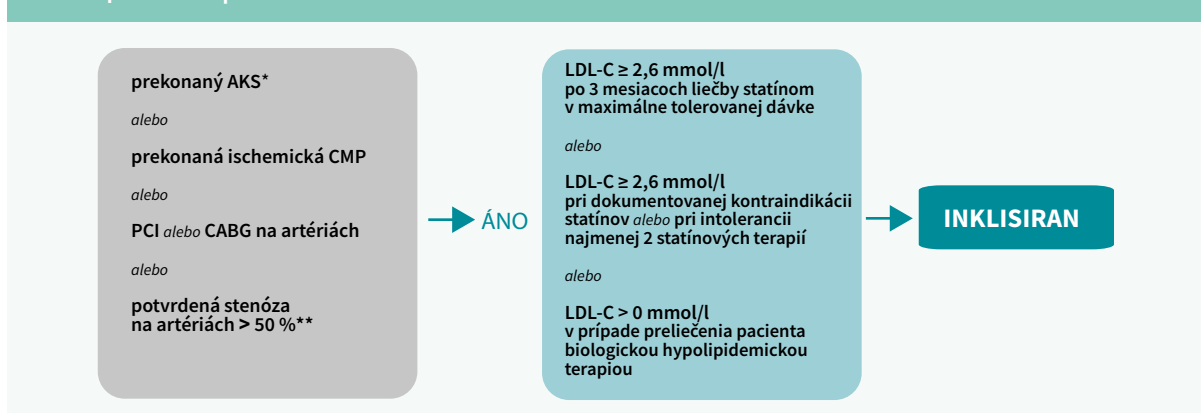 prekonaný AKS*
alebo
prekonaná ischemická CMP
alebo
PCI alebo CABG na artériách
alebo
potvrdená stenóza
na artériách > 50 %**
ÁNO
LDL-C ≥ 2,6 mmol/l
po 3 mesiacoch liečby statínom
v maximálne tolerovanej dávke
alebo
LDL-C ≥ 2,6 mmol/l
pri dokumentovanej kontraindikácii
statínov alebo pri intolerancii
najmenej 2 statínových terapií
alebo
LDL-C > 0 mmol/l
v prípade preliečenia pacienta
biologickou hypolipidemickou
terapiou
INKLISIRAN